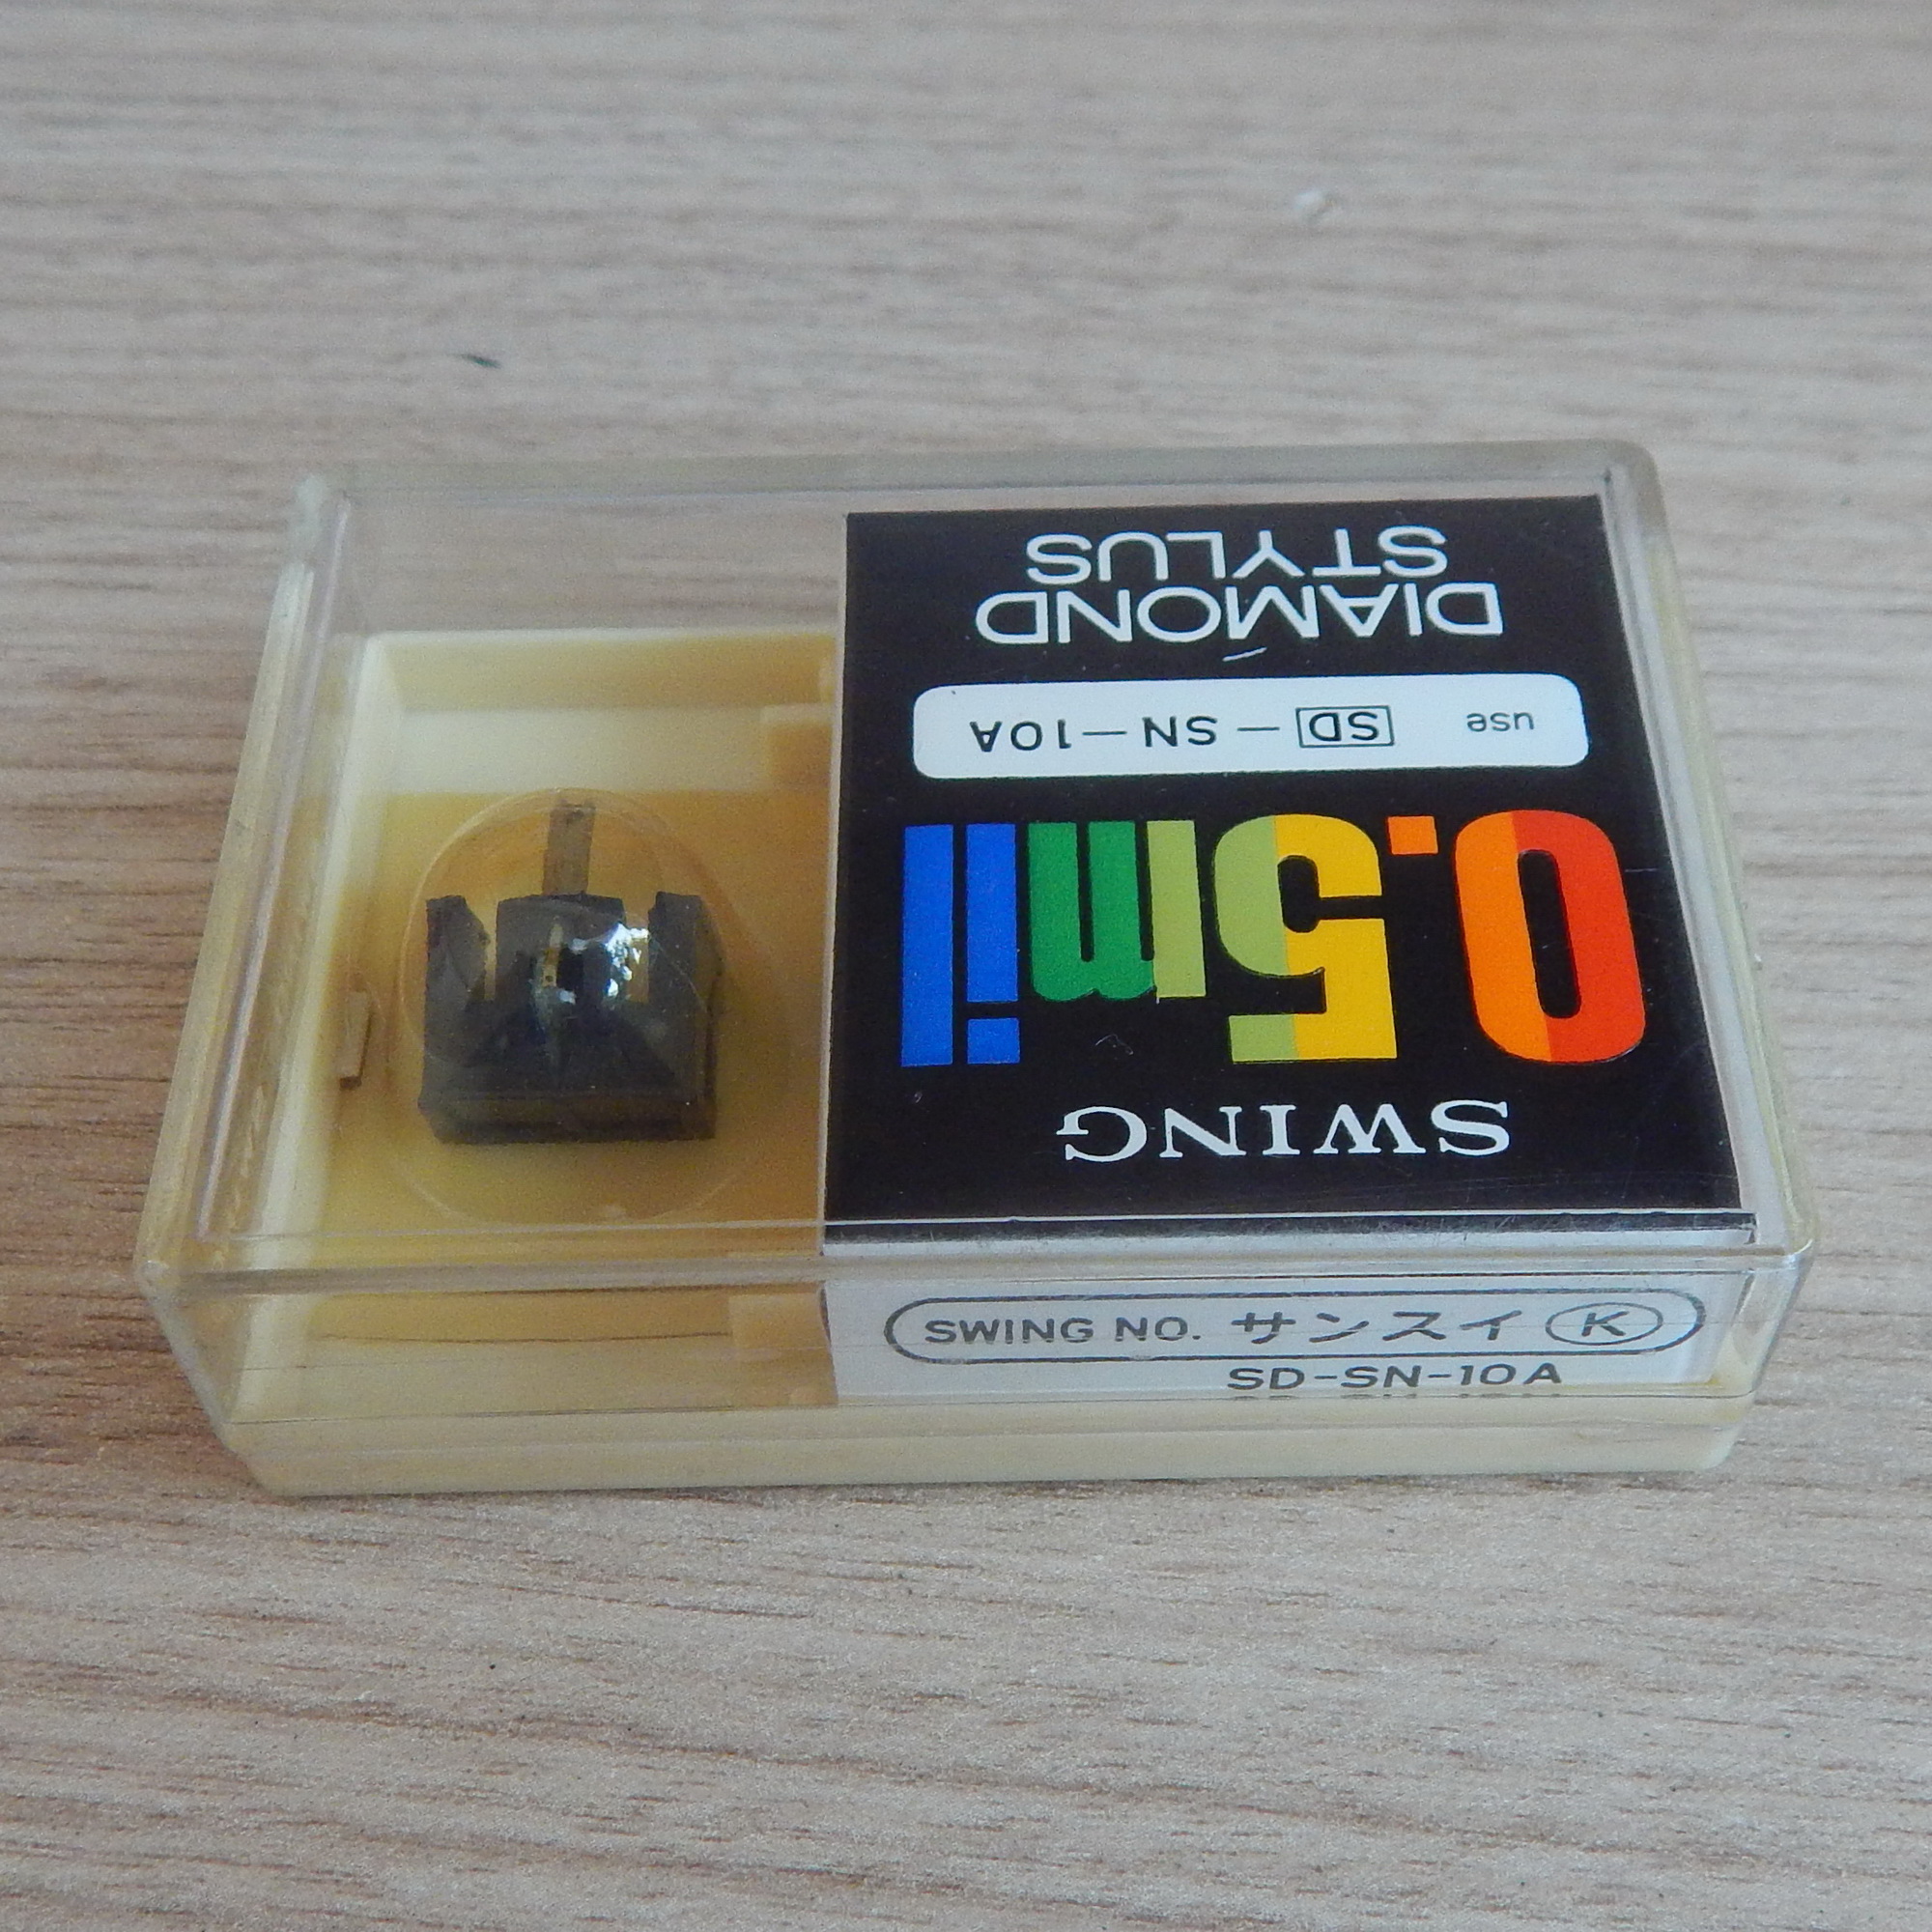 SWING
0.5mil
use SD-SN-10A
DIAMOND
STYLUS
SWING NO. サンスイ K
SD-SN-10A